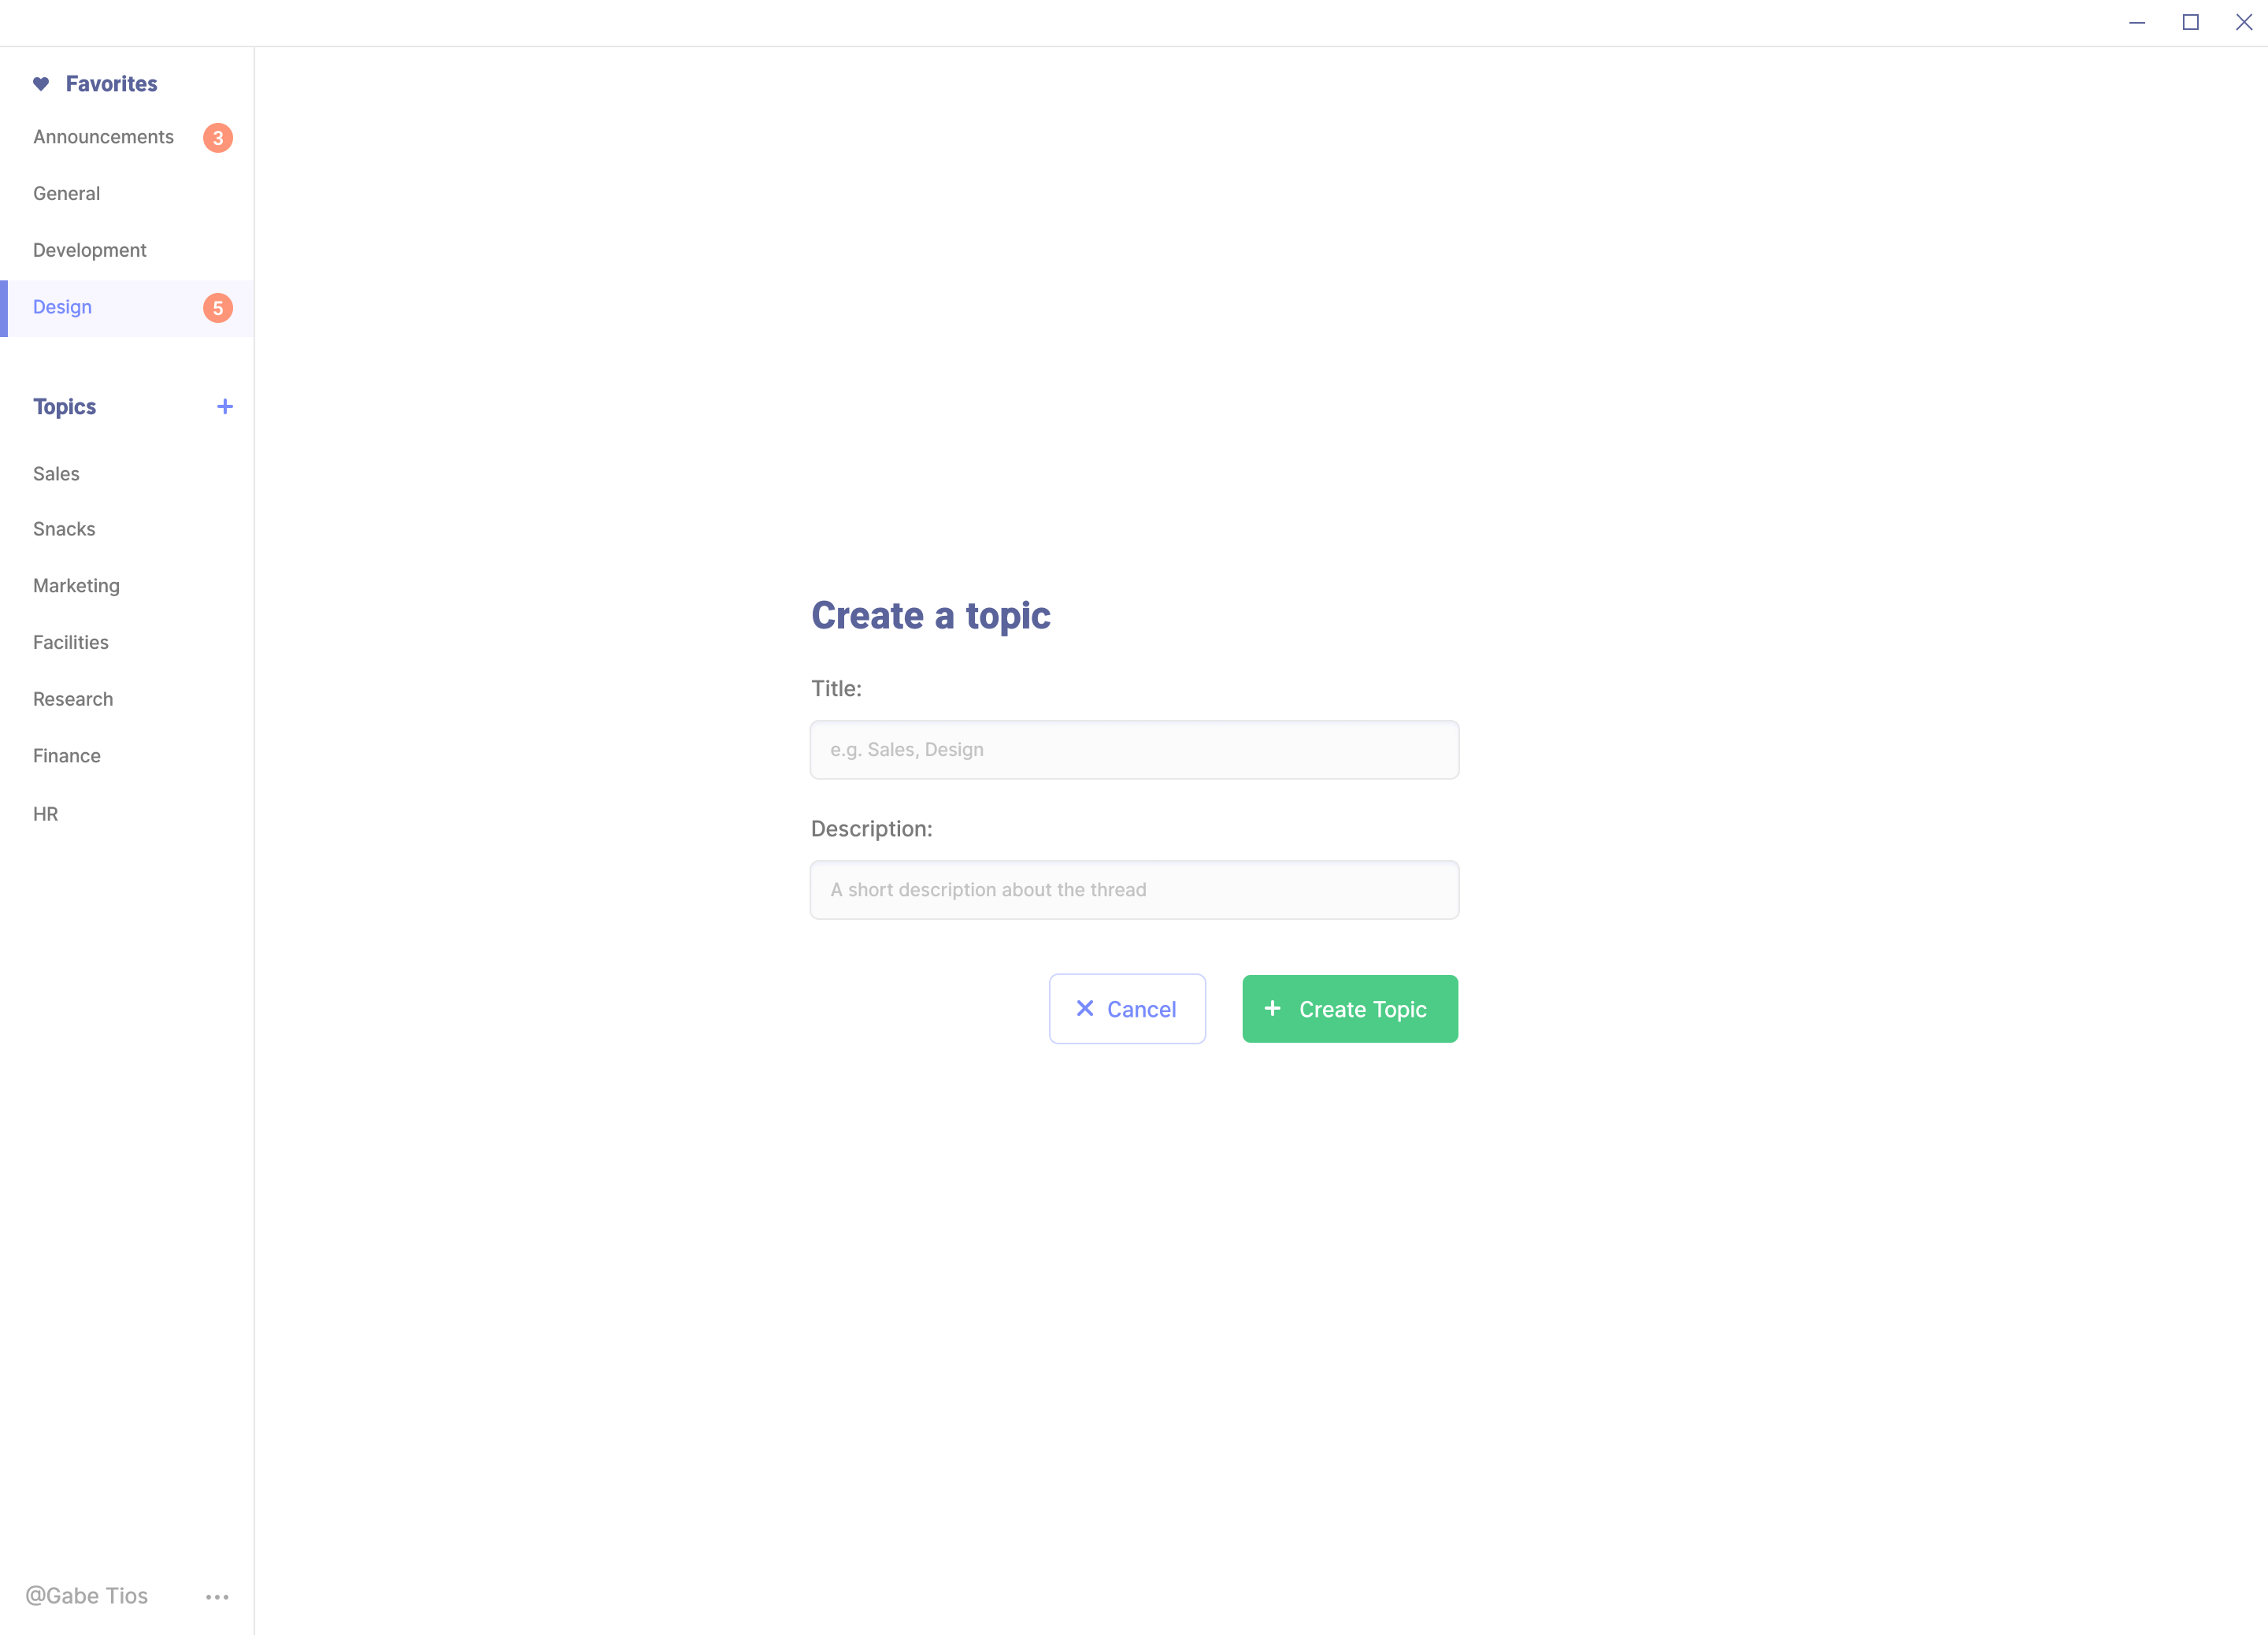 Favorites
Announcements 3
General
Development
Design 5
Topics
Sales
Snacks
Marketing
Facilities
Research
Finance
HR
@Gabe Tios
Create a topic
Title:
e.g. Sales, Design
Description:
A short description about the thread
Cancel
Create Topic